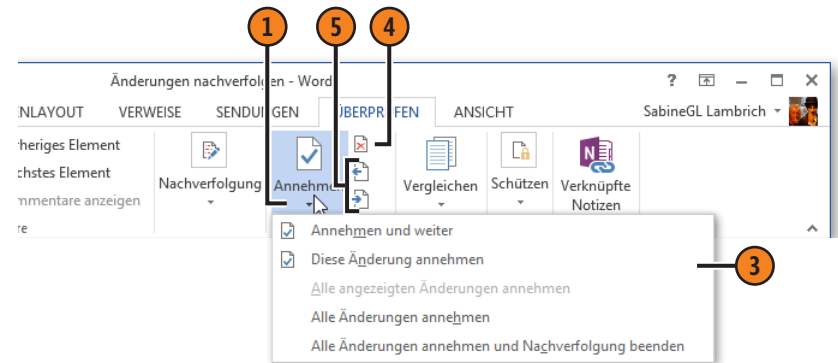 1 5 4
Änderungen nachverfolgen - Word
?
ENLAYOUT VERWEISE SENDUNGEN ÜBERPRÜFEN ANSICHT SabineGL Lambrich
rheriges Element
chstes Element
mmentare anzeigen
re
Nachverfolgung
Annehmen
Vergleichen
Schützen
Verknüpfte
Notizen
Annehmen und weiter
Diese Änderung annehmen
3
Alle angezeigten Änderungen annehmen
Alle Änderungen annehmen
Alle Änderungen annehmen und Nachverfolgung beenden